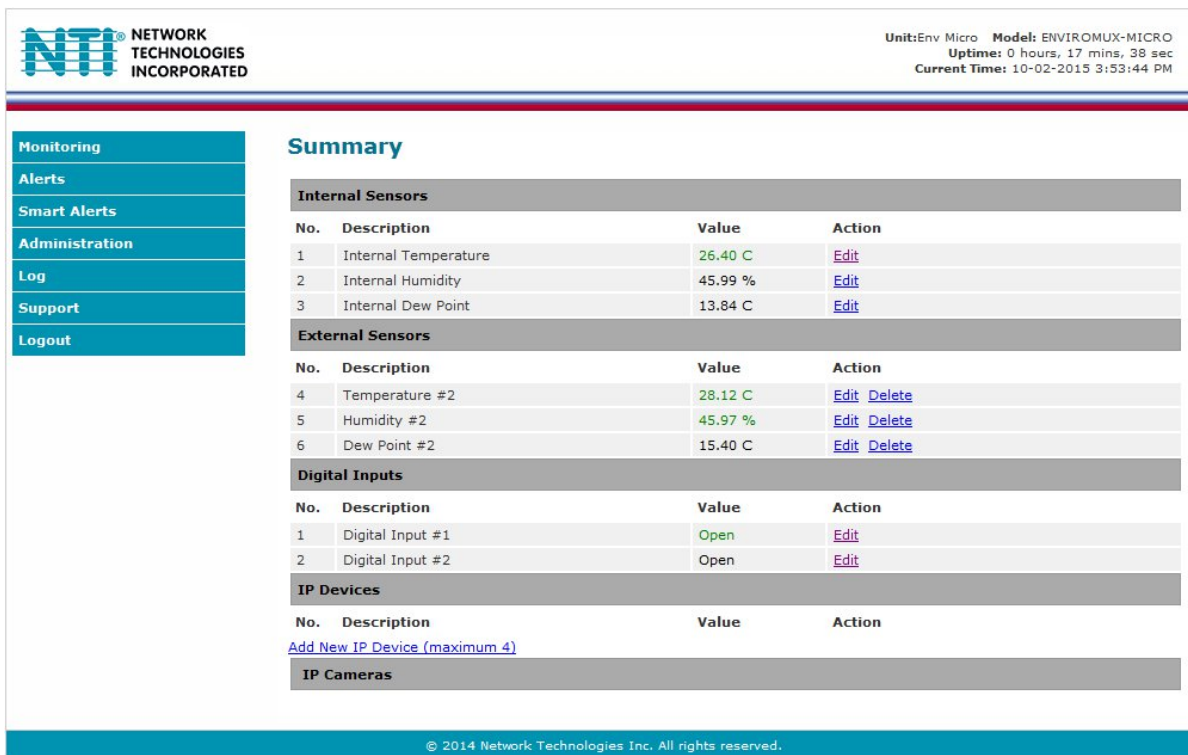 NTI® NETWORK
TECHNOLOGIES
INCORPORATED
Unit:Env Micro Model: ENVIROMUX-MICRO
Uptime: 0 hours, 17 mins, 38 sec
Current Time: 10-02-2015 3:53:44 PM
Monitoring
Alerts
Smart Alerts
Administration
Log
Support
Logout
Summary
Internal Sensors
No. Description Value Action
1 Internal Temperature 26.40 C Edit
2 Internal Humidity 45.99 % Edit
3 Internal Dew Point 13.84 C Edit
External Sensors
No. Description Value Action
4 Temperature #2 28.12 C Edit Delete
5 Humidity #2 45.97 % Edit Delete
6 Dew Point #2 15.40 C Edit Delete
Digital Inputs
No. Description Value Action
1 Digital Input #1 Open Edit
2 Digital Input #2 Open Edit
IP Devices
No. Description Value Action
Add New IP Device (maximum 4)
IP Cameras
© 2014 Network Technologies Inc. All rights reserved.